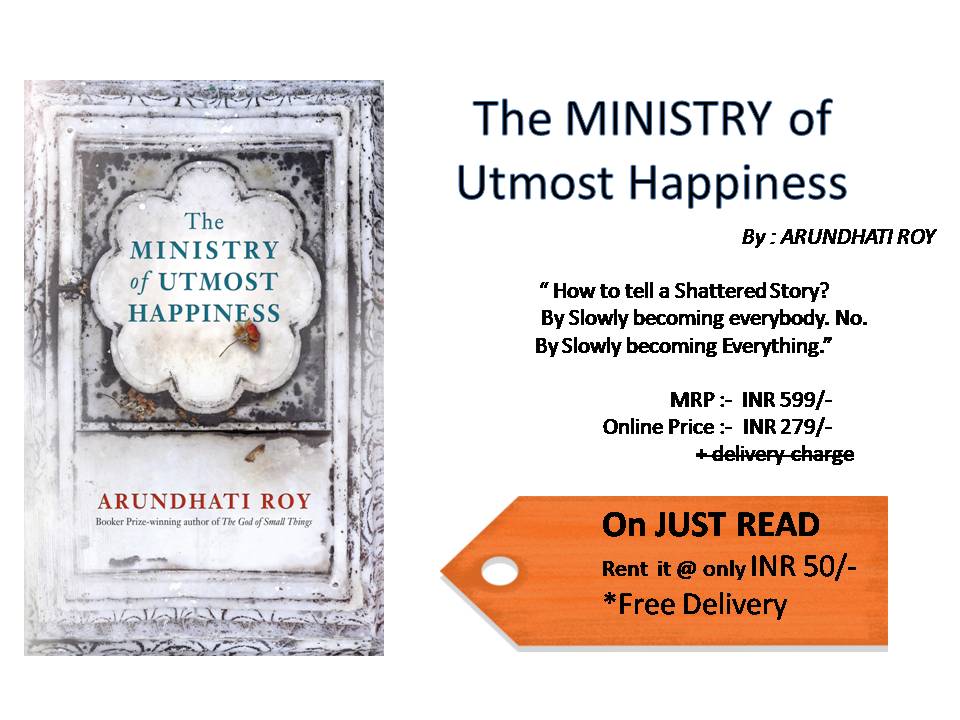 The
MINISTRY
of UTMOST
HAPPINESS
ARUNDHATI ROY
Booker Prize-winning author of The God of Small Things
The MINISTRY of
Utmost Happiness
By : ARUNDHATI ROY
“ How to tell a Shattered Story?
By Slowly becoming everybody. No.
By Slowly becoming Everything.”
MRP :- INR 599/-
Online Price :- INR 279/-
+ delivery charge
On JUST READ
Rent it @ only INR 50/-
*Free Delivery